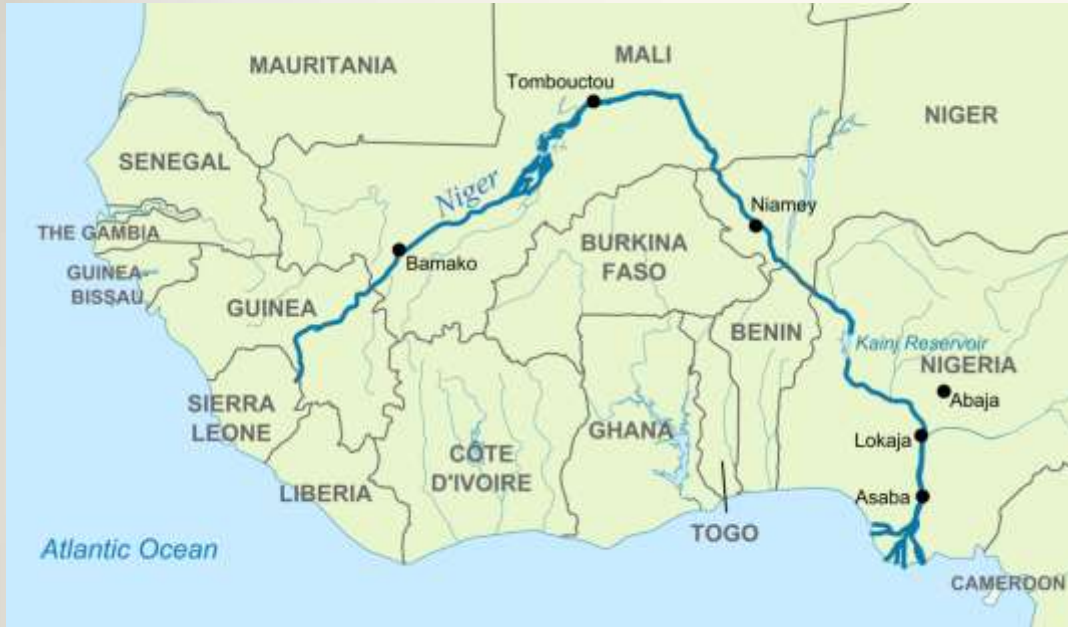 MALI
MAURITANIA
Tombouctou
NIGER
SENEGAL
Niger
Niamey
THE GAMBIA
BURKINA
FASO
Bamako
GUINEA-
BISSAU
GUINEA
BENIN
Kainj Reservoir
NIGERIA
Abaja
SIERRA
LEONE
GHANA
Lokaja
CÔTE
D'IVOIRE
LIBERIA
Asaba
TOGO
Atlantic Ocean
CAMEROON